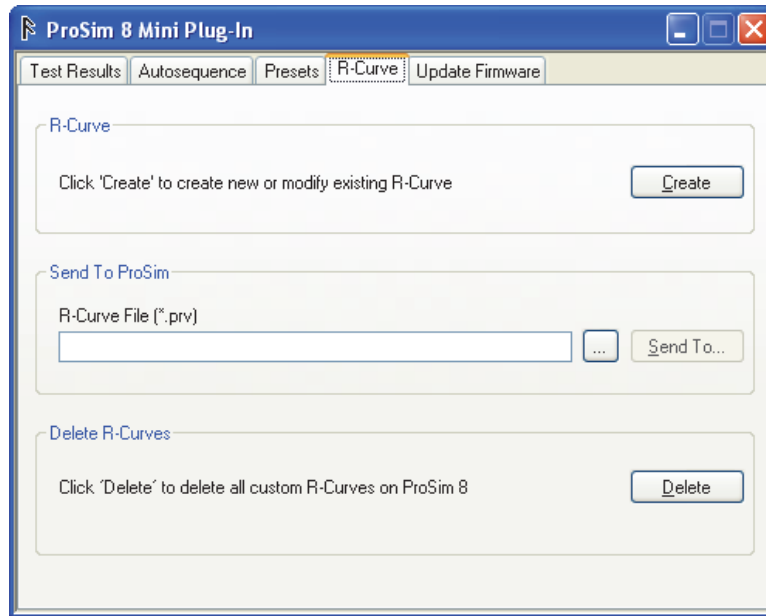 ProSim 8 Mini Plug-In
Test Results Autosequence Presets R-Curve Update Firmware
R-Curve
Click 'Create' to create new or modify existing R-Curve Create
Send To ProSim
R-Curve File (*.prv)
... Send To...
Delete R-Curves
Click ´Delete´ to delete all custom R-Curves on ProSim 8 Delete